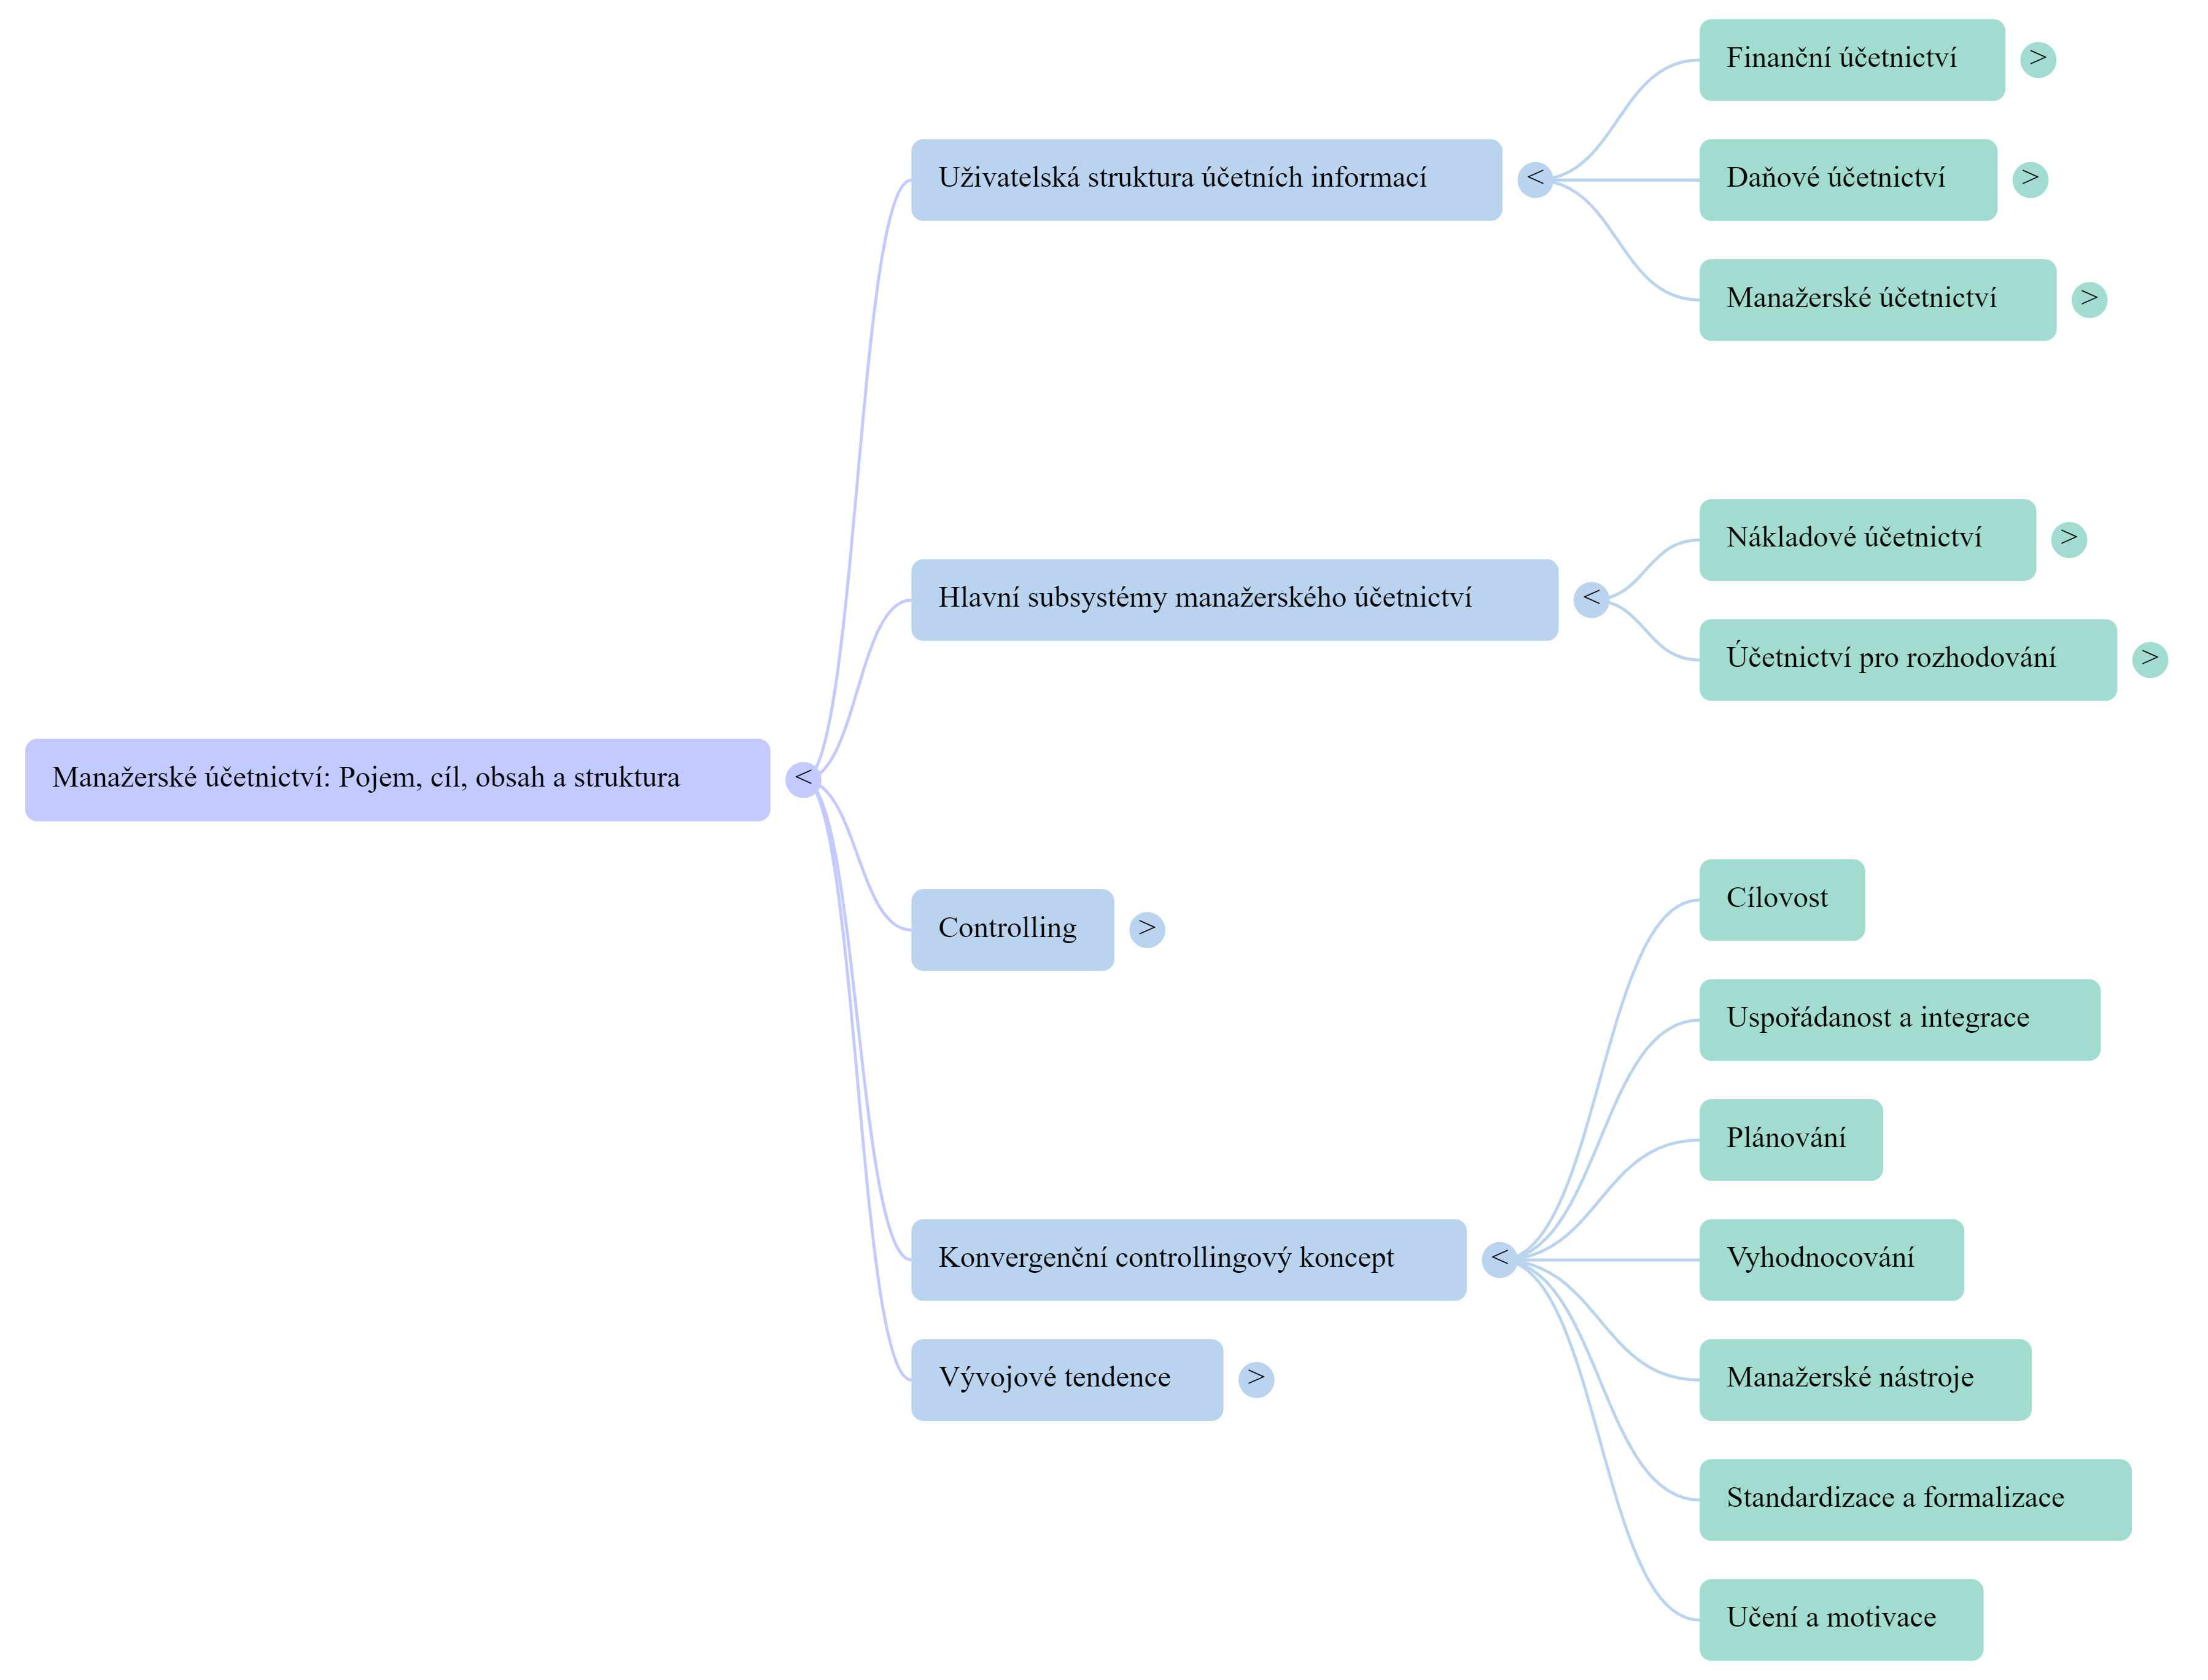 Manažerské účetnictví: Pojem, cíl, obsah a struktura
<
Uživatelská struktura účetních informací
<
Finanční účetnictví
>
Daňové účetnictví
>
Manažerské účetnictví
>
Hlavní subsystémy manažerského účetnictví
<
Nákladové účetnictví
>
Účetnictví pro rozhodování
>
Controlling
>
Konvergenční controllingový koncept
<
Cílovost
Uspořádanost a integrace
Plánování
Vyhodnocování
Manažerské nástroje
Standardizace a formalizace
Učení a motivace
Vývojové tendence
>